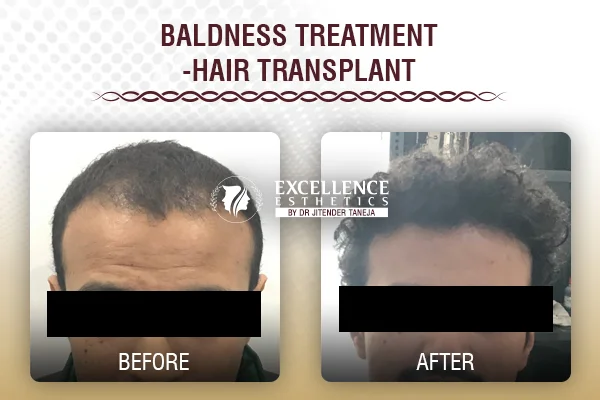 BALDNESS TREATMENT
-HAIR TRANSPLANT
EXCELLENCE
ESTHETICS
BY DR JITENDER TANEJA
BEFORE
AFTER